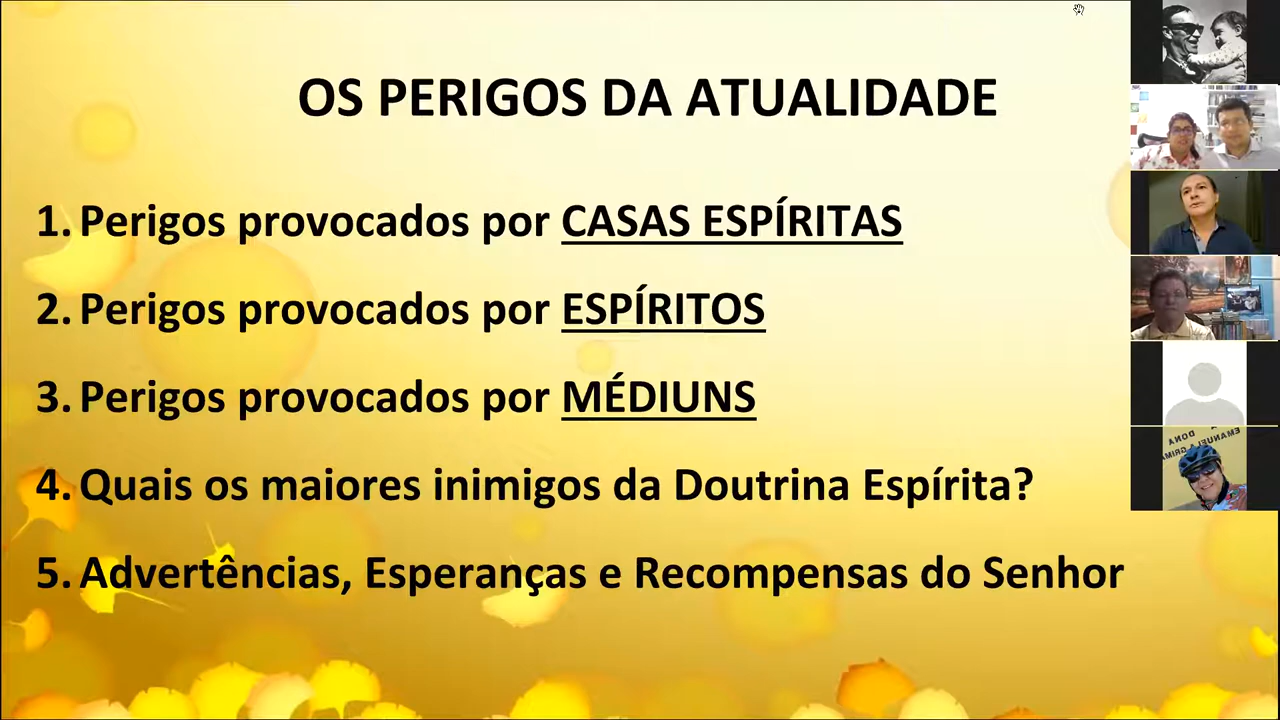 OS PERIGOS DA ATUALIDADE
1. Perigos provocados por CASAS ESPÍRITAS
2. Perigos provocados por ESPÍRITOS
3. Perigos provocados por MÉDIUNS
4. Quais os maiores inimigos da Doutrina Espírita?
5. Advertências, Esperanças e Recompensas do Senhor
DONA